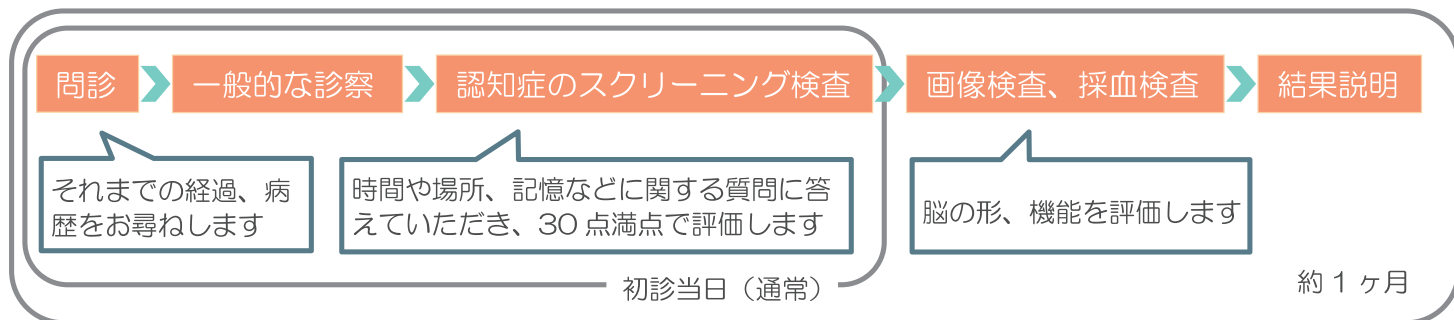 問診
一般的な診察
認知症のスクリーニング検査
画像検査、採血検査
結果説明
それまでの経過、病
歴をお尋ねします
時間や場所、記憶などに関する質問に答
えていただき、30 点満点で評価します
脳の形、機能を評価します
初診当日（通常）
約 1 ヶ月